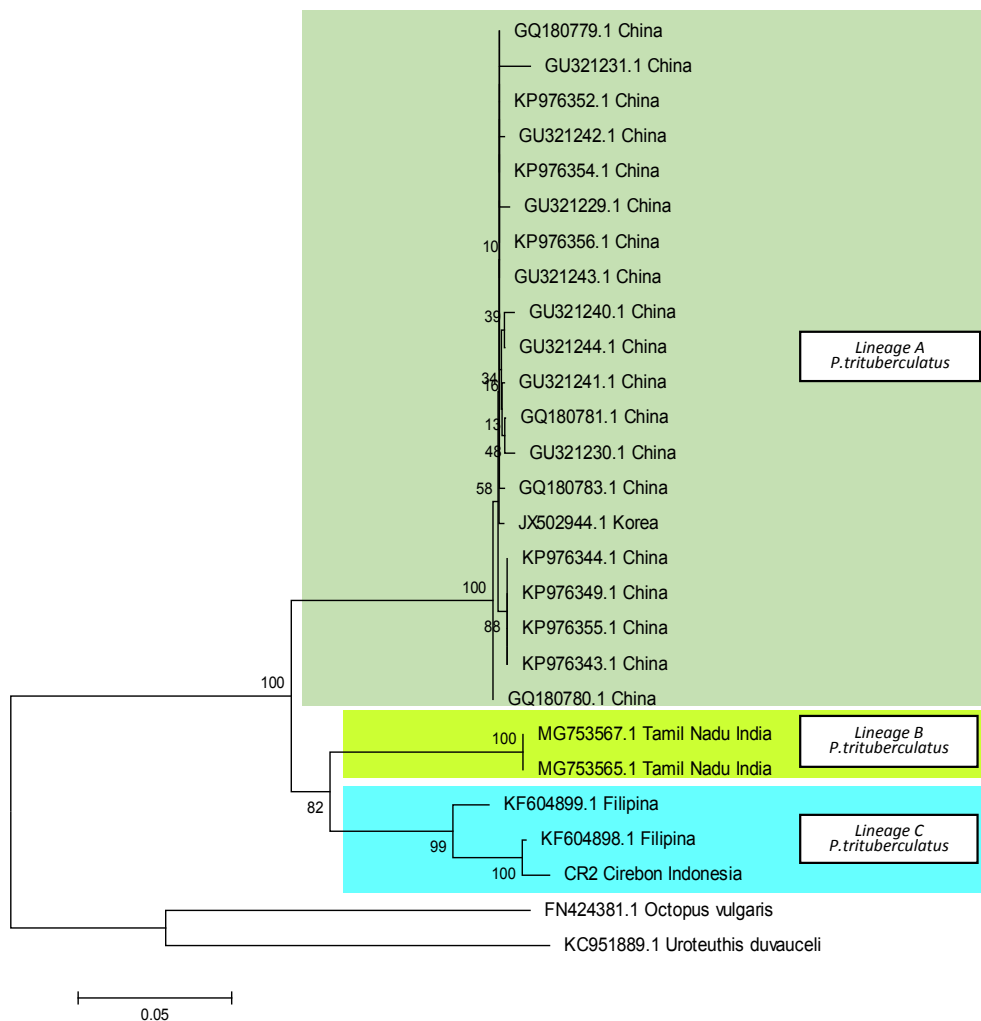 GQ180779.1 China
GU321231.1 China
KP976352.1 China
GU321242.1 China
KP976354.1 China
GU321229.1 China
KP976356.1 China
10
GU321243.1 China
GU321240.1 China
39
GU321244.1 China
Lineage A
P.trituberculatus
GU321241.1 China
34
16
GQ180781.1 China
13
GU321230.1 China
48
GQ180783.1 China
58
JX502944.1 Korea
KP976344.1 China
KP976349.1 China
100
KP976355.1 China
88
KP976343.1 China
100
GQ180780.1 China
MG753567.1 Tamil Nadu India
100
Lineage B
P.trituberculatus
MG753565.1 Tamil Nadu India
KF604899.1 Filipina
82
KF604898.1 Filipina
99
Lineage C
P.trituberculatus
CR2 Cirebon Indonesia
100
FN424381.1 Octopus vulgaris
KC951889.1 Uroteuthis duvauceli
0.05